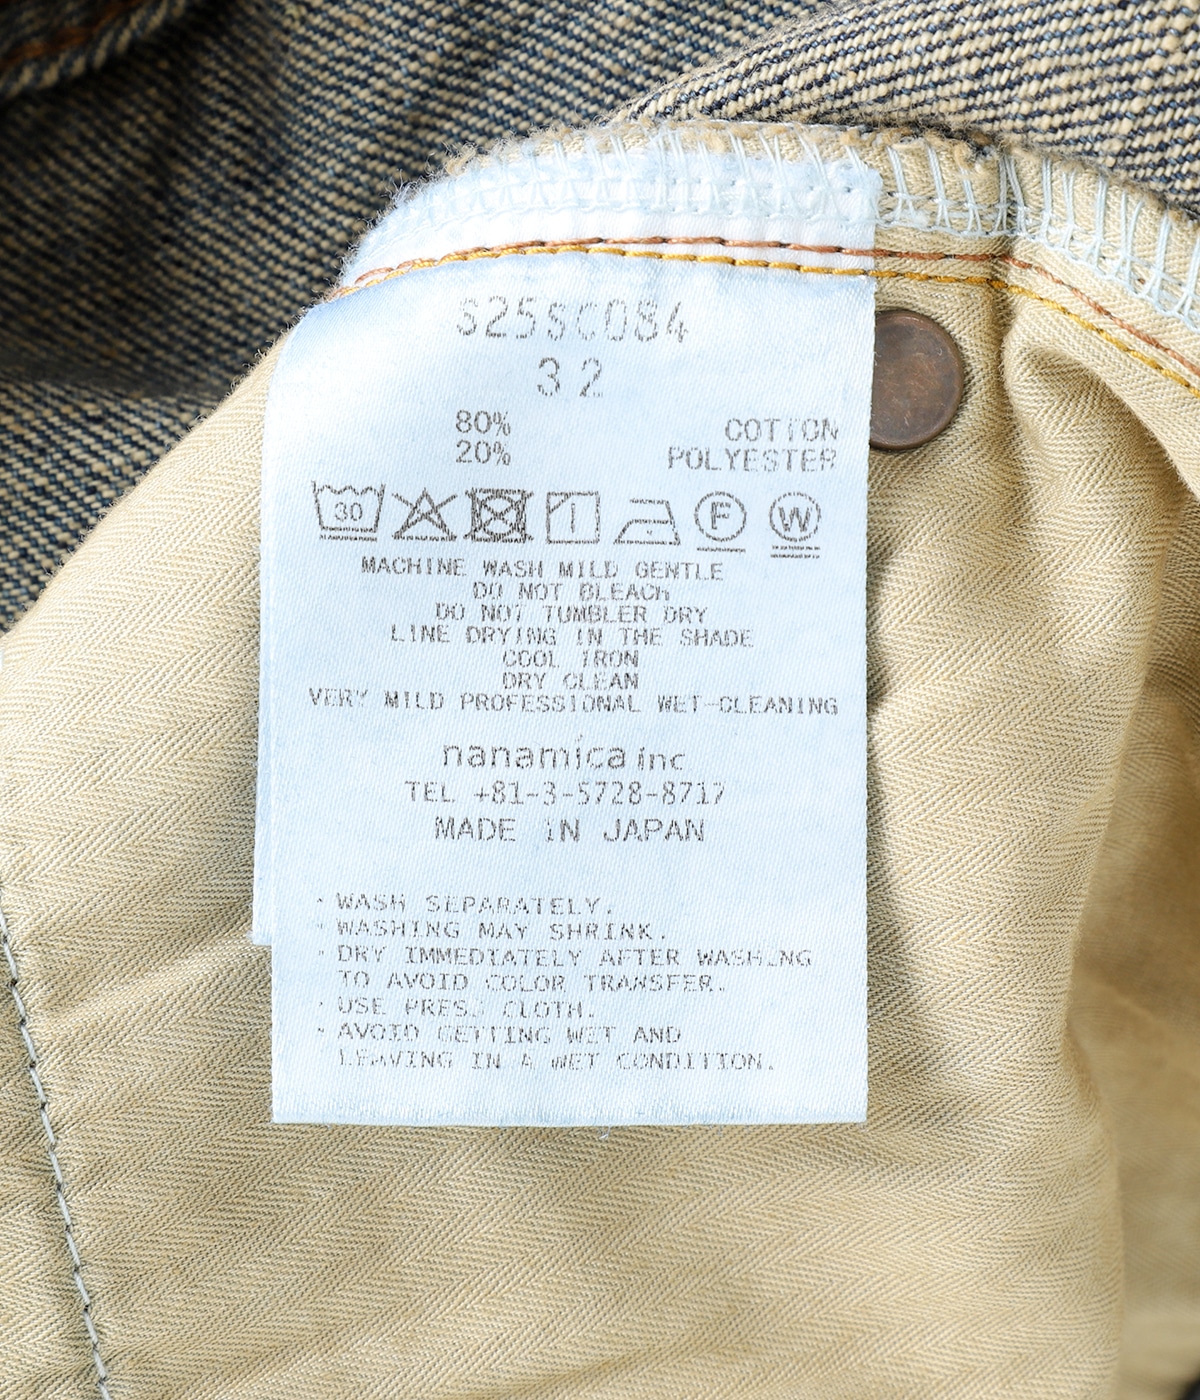 S25SC084
32
80% COTTON
20% POLYESTER
30 F W
MACHINE WASH MILD GENTLE
DO NOT BLEACH
DO NOT TUMBLER DRY
LINE DRYING IN THE SHADE
COOL IRON
DRY CLEAN
VERY MILD PROFESSIONAL WET-CLEANING
nanamica inc
TEL +81-3-5728-8717
MADE IN JAPAN
・WASH SEPARATELY.
・WASHING MAY SHRINK.
・DRY IMMEDIATELY AFTER WASHING
TO AVOID COLOR TRANSFER.
・USE PRESS CLOTH.
・AVOID GETTING WET AND
LEAVING IN A WET CONDITION.